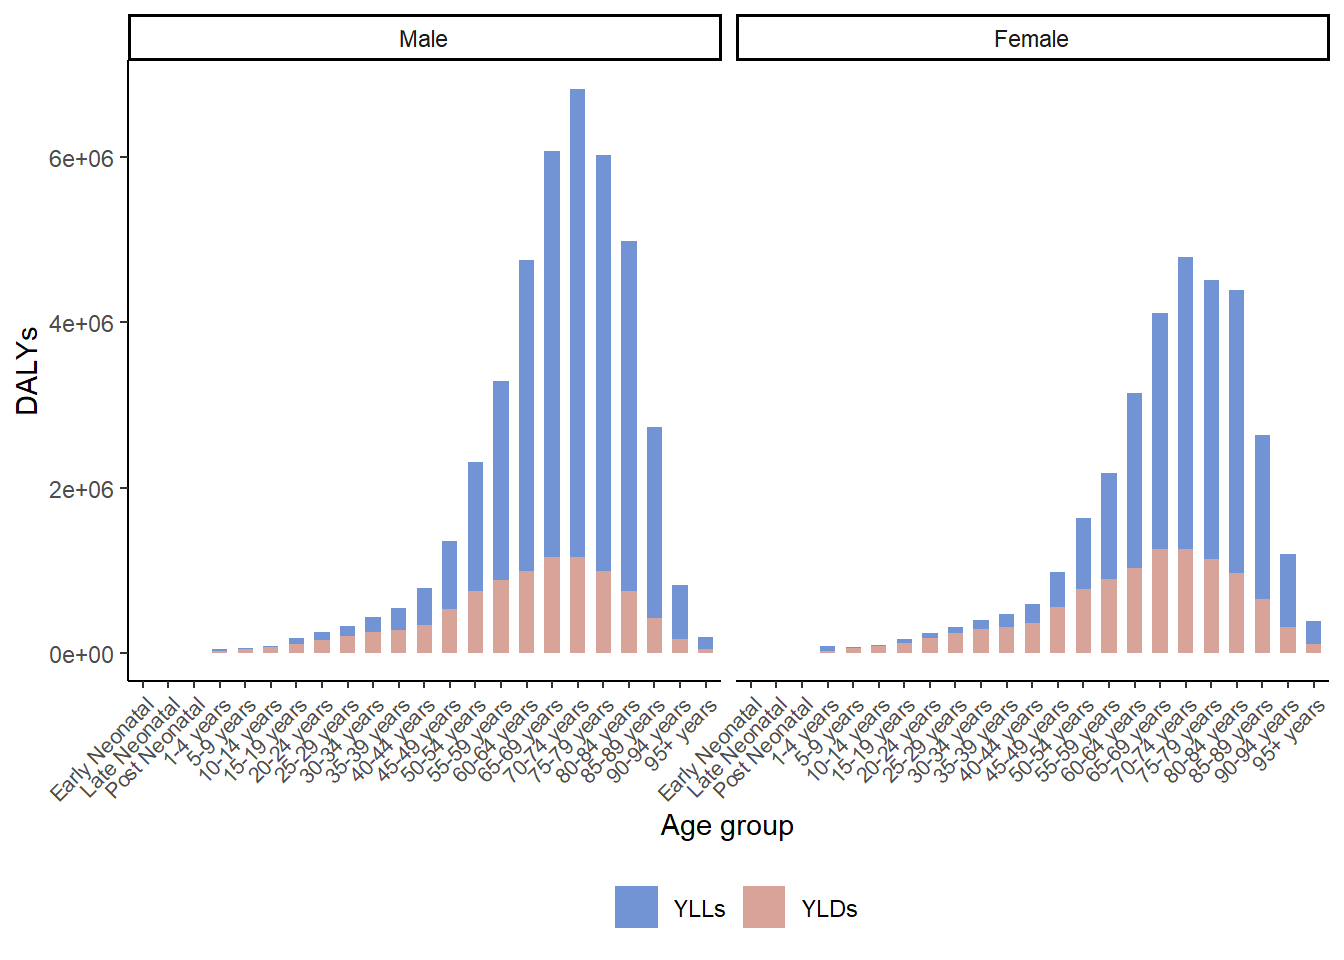 Male
Female
DALYs
6e+06
4e+06
2e+06
0e+00
Early Neonatal
Late Neonatal
Post Neonatal
1-4 years
5-9 years
10-14 years
15-19 years
20-24 years
25-29 years
30-34 years
35-39 years
40-44 years
45-49 years
50-54 years
55-59 years
60-64 years
65-69 years
70-74 years
75-79 years
80-84 years
85-89 years
90-94 years
95+ years
Early Neonatal
Late Neonatal
Post Neonatal
1-4 years
5-9 years
10-14 years
15-19 years
20-24 years
25-29 years
30-34 years
35-39 years
40-44 years
45-49 years
50-54 years
55-59 years
60-64 years
65-69 years
70-74 years
75-79 years
80-84 years
85-89 years
90-94 years
95+ years
Age group
YLLs
YLDs